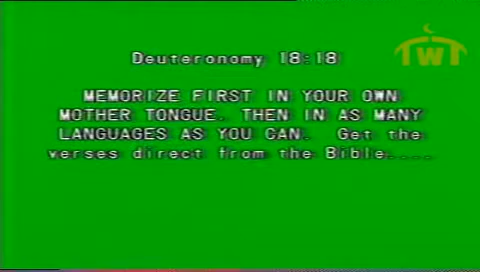 TWT
Deuteronomy 18:18
MEMORIZE FIRST IN YOUR OWN
MOTHER TONGUE. THEN IN AS MANY
LANGUAGES AS YOU CAN. Get the
verses direct from the Bible....